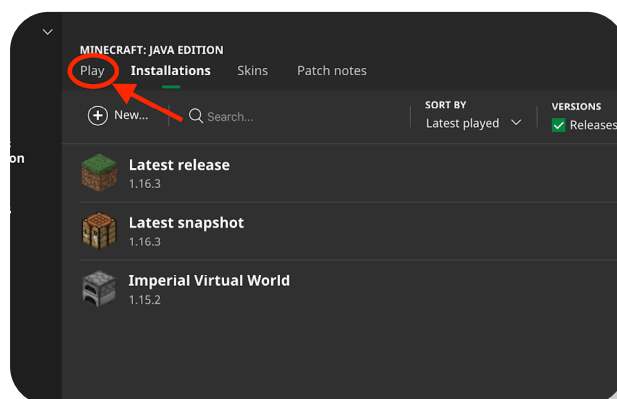 MINECRAFT: JAVA EDITION
Play Installations Skins Patch notes
New... Search...
SORT BY
Latest played
VERSIONS
Releases
on
Latest release
1.16.3
Latest snapshot
1.16.3
Imperial Virtual World
1.15.2